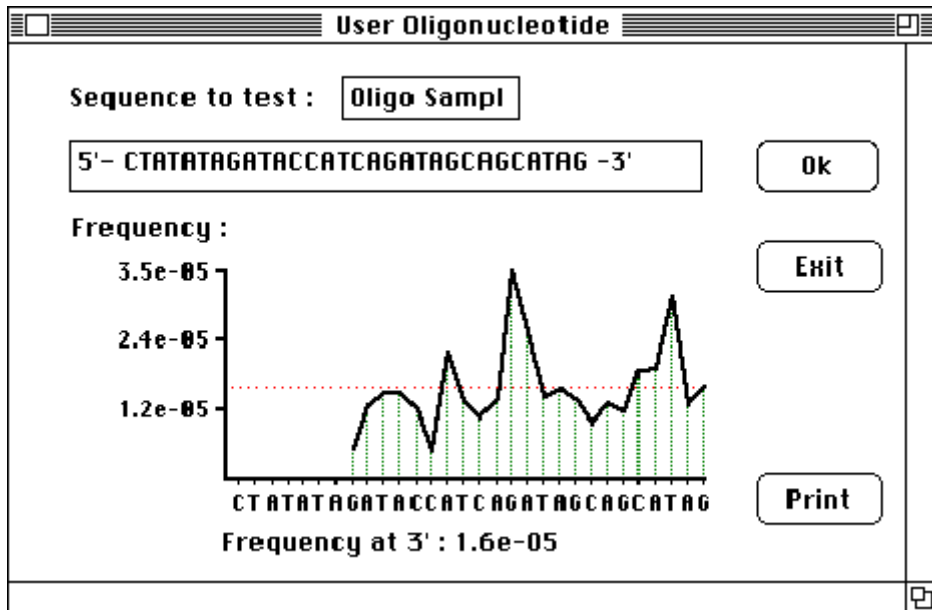 User Oligonucleotide
Sequence to test : Oligo Sampl
5'- CTATATAGATACCATCAGATAGCAGCATAG -3'
Ok
Frequency :
Exit
3.5e-05
2.4e-05
1.2e-05
CTATATAGATACCATCAGATAGCAGCATAG
Print
Frequency at 3' : 1.6e-05